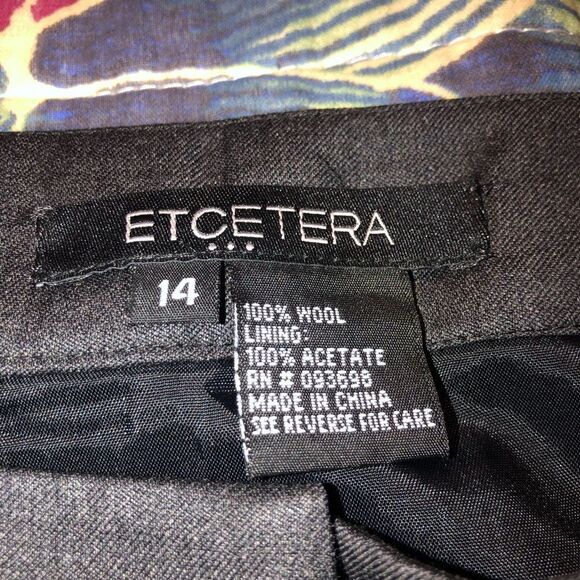 ETCETERA
14
100% WOOL
LINING:
100% ACETATE
RN # 093698
MADE IN CHINA
SEE REVERSE FOR CARE